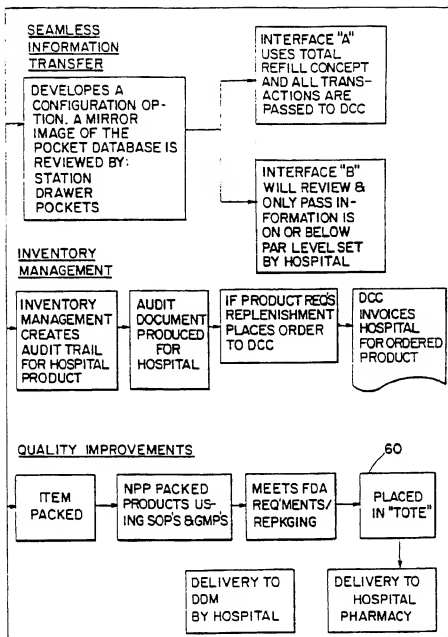 SEAMLESS
INFORMATION
TRANSFER
DEVELOPES A
CONFIGURATION OP-
TION. A MIRROR
IMAGE OF THE
POCKET DATABASE IS
REVIEWED BY:
STATION
DRAWER
POCKETS
INTERFACE "A"
USES TOTAL
REFILL CONCEPT
AND ALL TRANS-
ACTIONS ARE
PASSED TO DCC
INTERFACE "B"
WILL REVIEW &
ONLY PASS IN-
FORMATION IS
ON OR BELOW
PAR LEVEL SET
BY HOSPITAL
INVENTORY
MANAGEMENT
INVENTORY
MANAGEMENT
CREATES
AUDIT TRAIL
FOR HOSPITAL
PRODUCT
AUDIT
DOCUMENT
PRODUCED
FOR
HOSPITAL
IF PRODUCT REQ'S
REPLENISHMENT
PLACES ORDER
TO DCC
DCC
INVOICES
HOSPITAL
FOR ORDERED
PRODUCT
QUALITY IMPROVEMENTS
60
ITEM
PACKED
NPP PACKED
PRODUCTS US-
ING SOP'S &GMP'S
MEETS FDA
REQ'MENTS/
REPKGING
PLACED
IN "TOTE"
DELIVERY TO
DDM
BY HOSPITAL
DELIVERY TO
HOSPITAL
PHARMACY